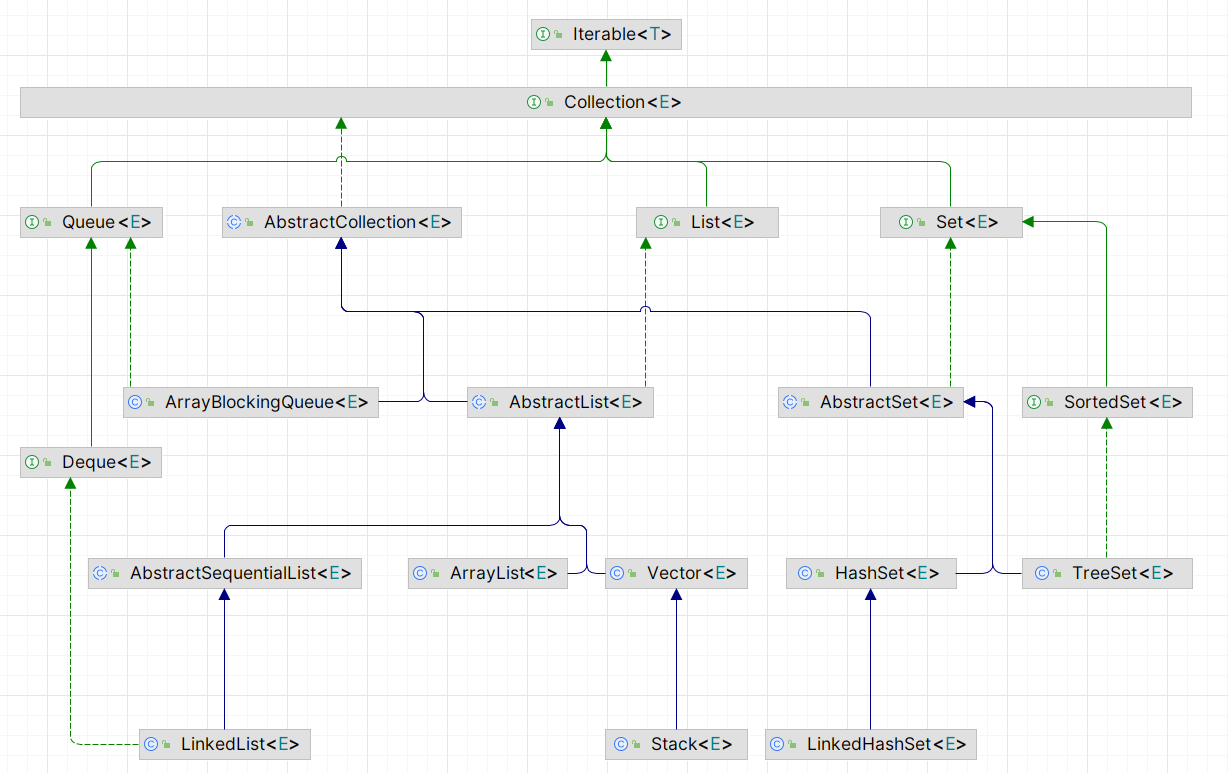 Iterable<T>
Collection<E>
Queue<E>
AbstractCollection<E>
List<E>
Set<E>
ArrayBlockingQueue<E>
AbstractList<E>
AbstractSet<E>
SortedSet<E>
Deque<E>
AbstractSequentialList<E>
ArrayList<E>
Vector<E>
HashSet<E>
TreeSet<E>
LinkedList<E>
Stack<E>
LinkedHashSet<E>